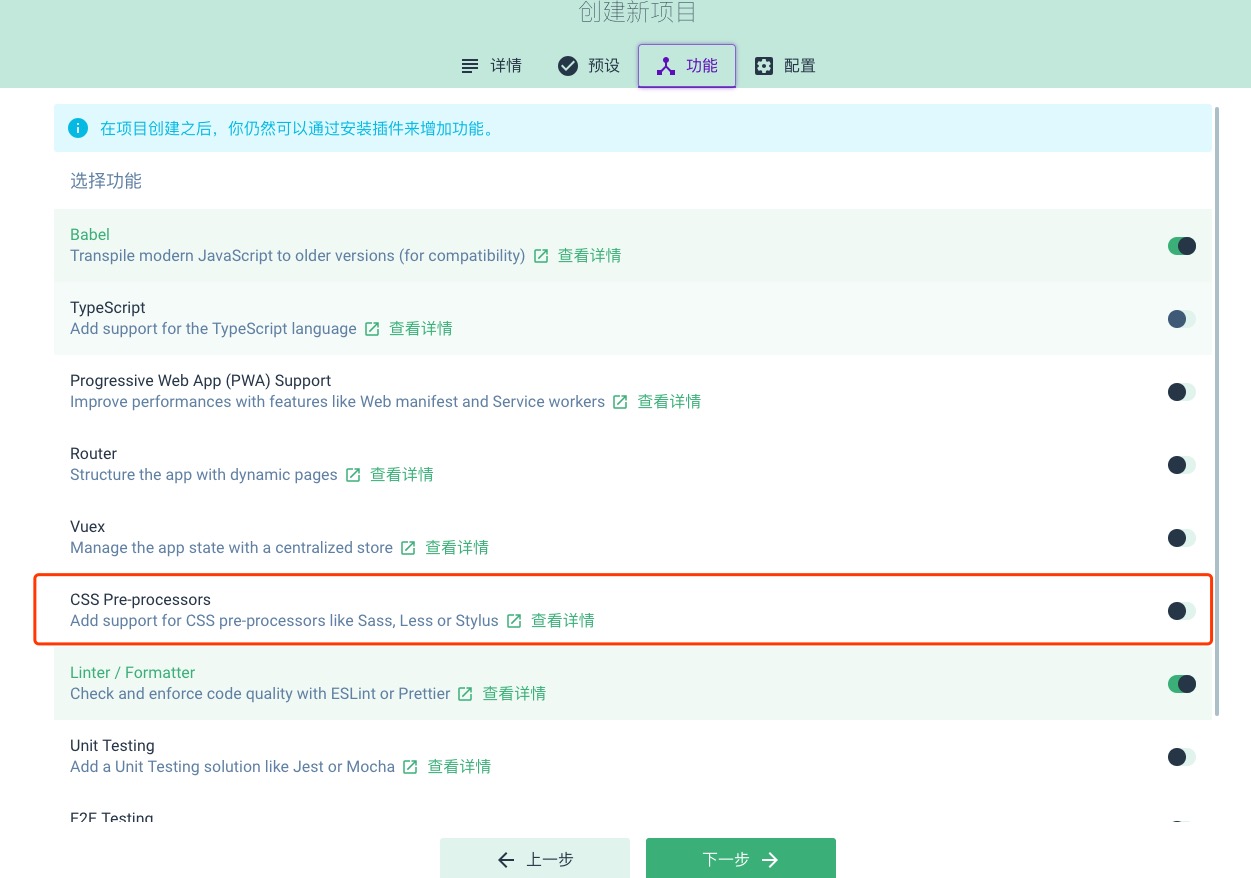 创建新项目
详情 预设 功能 配置
在项目创建之后，你仍然可以通过安装插件来增加功能。
选择功能
Babel
Transpile modern JavaScript to older versions (for compatibility) 查看详情
TypeScript
Add support for the TypeScript language 查看详情
Progressive Web App (PWA) Support
Improve performances with features like Web manifest and Service workers 查看详情
Router
Structure the app with dynamic pages 查看详情
Vuex
Manage the app state with a centralized store 查看详情
CSS Pre-processors
Add support for CSS pre-processors like Sass, Less or Stylus 查看详情
Linter / Formatter
Check and enforce code quality with ESLint or Prettier 查看详情
Unit Testing
Add a Unit Testing solution like Jest or Mocha 查看详情
E2E Testing
上一步 下一步